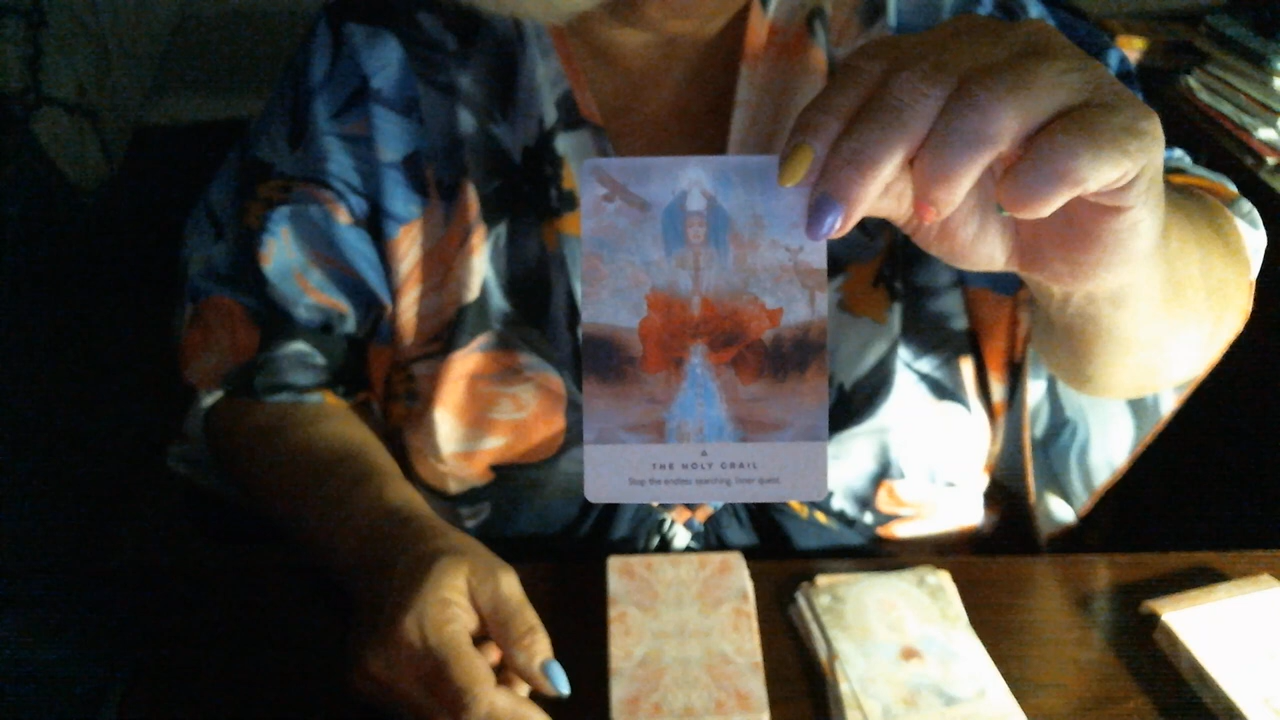 THE HOLY GRAIL
Stop the endless searching. Inner quest.